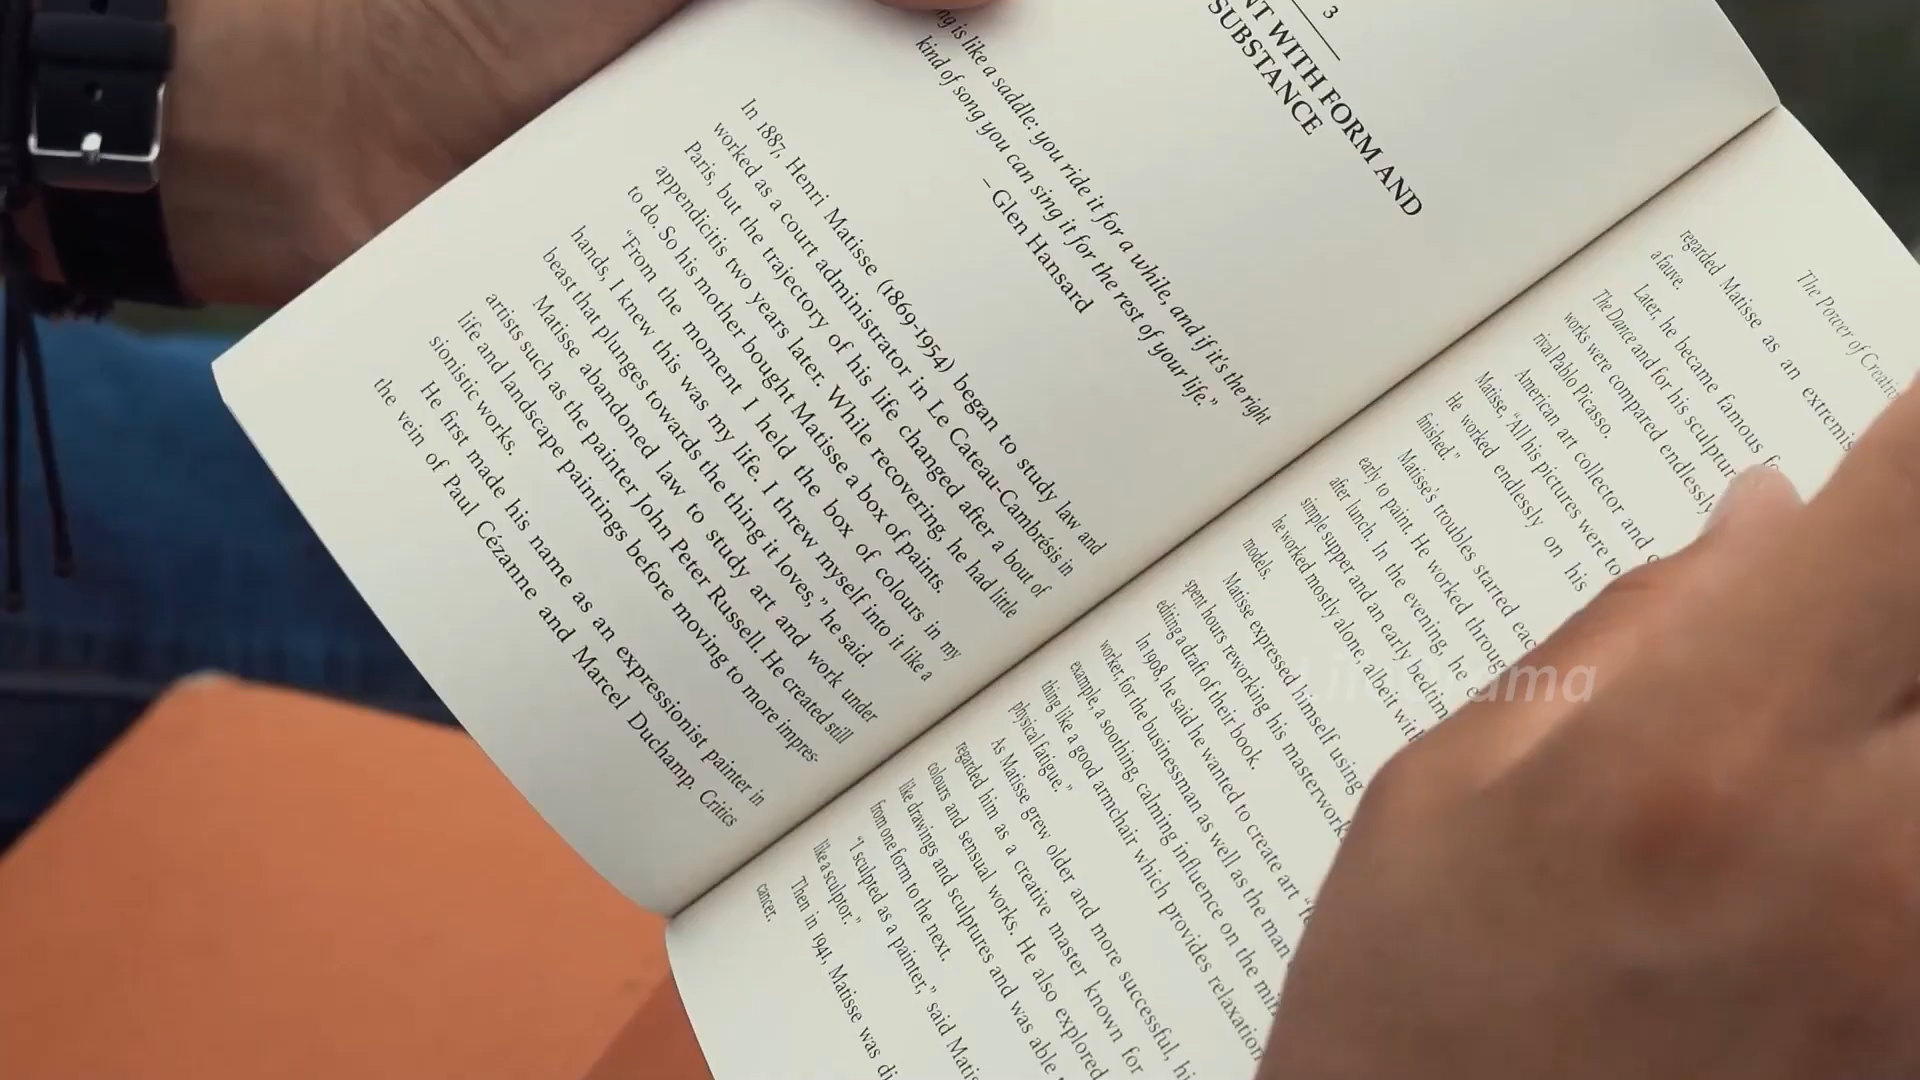 3
NT WITH FORM AND
SUBSTANCE
is like a saddle: you ride it for a while, and if it's the right
kind of song you can sing it for the rest of your life."
– Glen Hansard
In 1887, Henri Matisse (1869-1954) began to study law and
worked as a court administrator in Le Cateau-Cambrésis in
Paris, but the trajectory of his life changed after a bout of
appendicitis two years later. While recovering, he had little
to do. So his mother bought Matisse a box of paints.
"From the moment I held the box of colours in my
hands, I knew this was my life. I threw myself into it like a
beast that plunges towards the thing it loves," he said.
Matisse abandoned law to study art and work under
artists such as the painter John Peter Russell. He created still
life and landscape paintings before moving to more impres-
sionistic works.
He first made his name as an expressionist painter in
the vein of Paul Cézanne and Marcel Duchamp. Critics
The Power of Creati
regarded Matisse as an extremis
a fauve.
Later, he became famous
The Dance and for his sculptur
works were compared endlessly
rival Pablo Picasso.
American art collector and
Matisse, "All his pictures were to
He worked endlessly on his
finished."
Matisse's troubles started eac
early to paint. He worked through
after lunch. In the evening, he
simple supper and an early bedtim
he worked mostly alone, albeit with
models.
Matisse expressed himself using
spent hours reworking his masterwork
editing a draft of their book.
In 1908, he said he wanted to create art
worker, for the businessman as well as the man
example, a soothing, calming influence on the min
thing like a good armchair which provides relaxation
physical fatigue."
As Matisse grew older and more successful, hi
regarded him as a creative master known for
colours and sensual works. He also explored
like drawings and sculptures and was able
from one form to the next.
"I sculpted as a painter," said Matis
like a sculptor."
Then in 1941, Matisse was di
cancer.